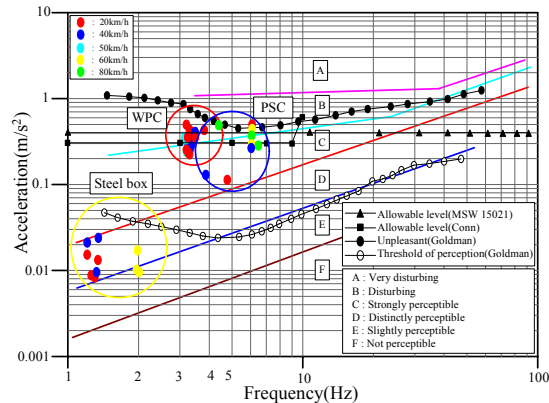 10
1
0.1
0.01
0.001
Acceleration(m/s²)
: 20km/h
: 40km/h
: 50km/h
: 60km/h
: 80km/h
WPC
PSC
Steel box
A
B
C
D
E
F
Allowable level(MSW 15021)
Allowable level(Conn)
Unpleasant(Goldman)
Threshold of perception(Goldman)
A : Very disturbing
B : Disturbing
C : Strongly perceptible
D : Distinctly perceptible
E : Slightly perceptible
F : Not perceptible
1 2 3 4 5 10 100
Frequency(Hz)